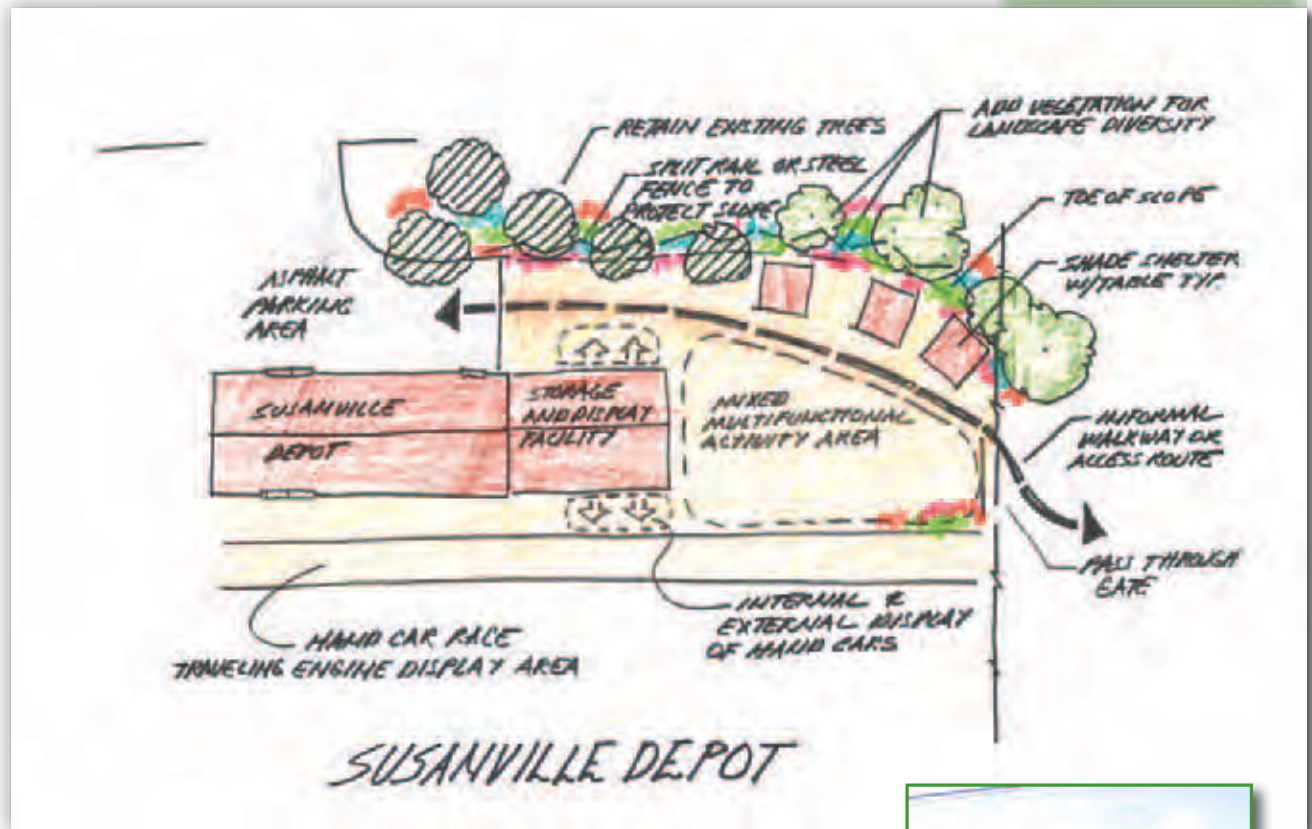 RETAIN EXISTING TREES
ADD VEGETATION FOR
LANDSCAPE DIVERSITY
SPLIT RAIL OR STEEL
FENCE TO
PROTECT SLOPE
TOE OF SCOPE
SHADE SHELTER
W/TABLE TYP.
ASPHALT
PARKING
AREA
SUSANVILLE
DEPOT
STORAGE
AND DISPLAY
FACILITY
MIXED
MULTIFUNCTIONAL
ACTIVITY AREA
INFORMAL
WALKWAY OR
ACCESS ROUTE
PASS THROUGH
GATE
INTERNAL &
EXTERNAL DISPLAY
OF HAND CARS
HAND CAR RACE
TRAVELING ENGINE DISPLAY AREA
SUSANVILLE DEPOT